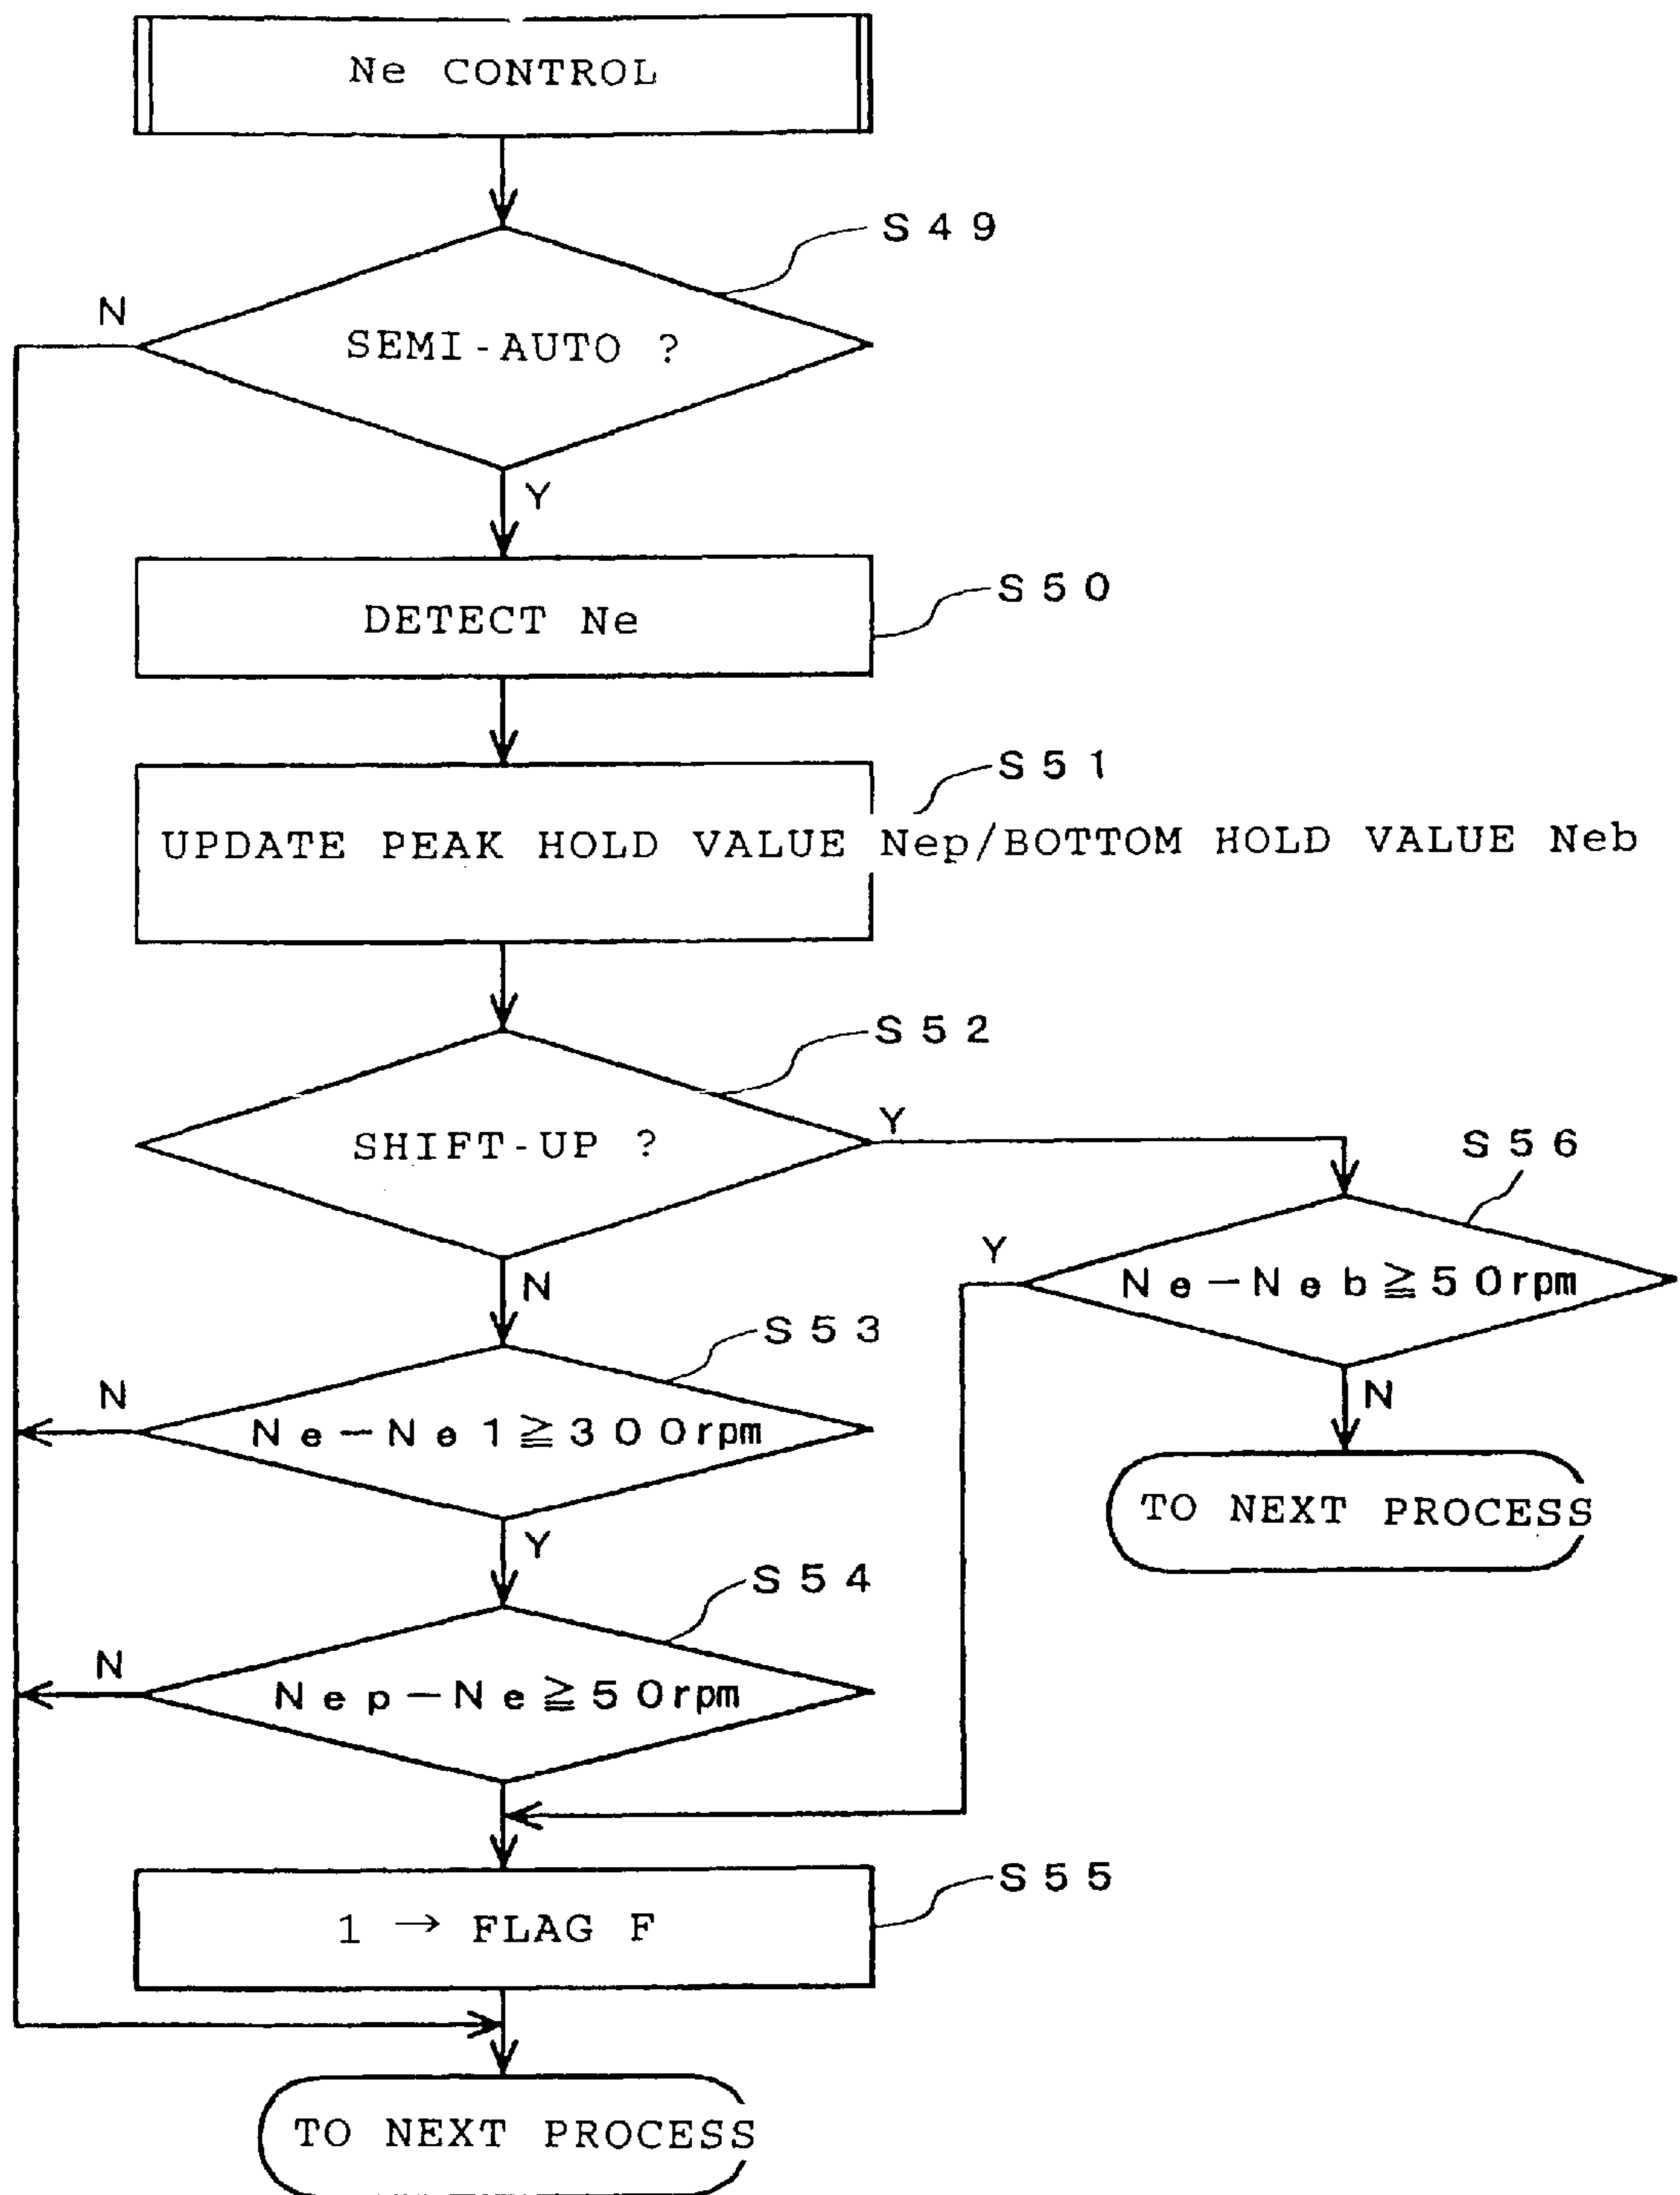 Ne CONTROL
S49
N
SEMI-AUTO ?
Y
S50
DETECT Ne
S51
UPDATE PEAK HOLD VALUE Nep/BOTTOM HOLD VALUE Neb
S52
SHIFT-UP ?
Y
S56
Y
Ne-Neb≧50rpm
N
S53
N
Ne-Ne1≧300rpm
N
TO NEXT PROCESS
Y
S54
N
Nep-Ne≧50rpm
S55
1 → FLAG F
TO NEXT PROCESS